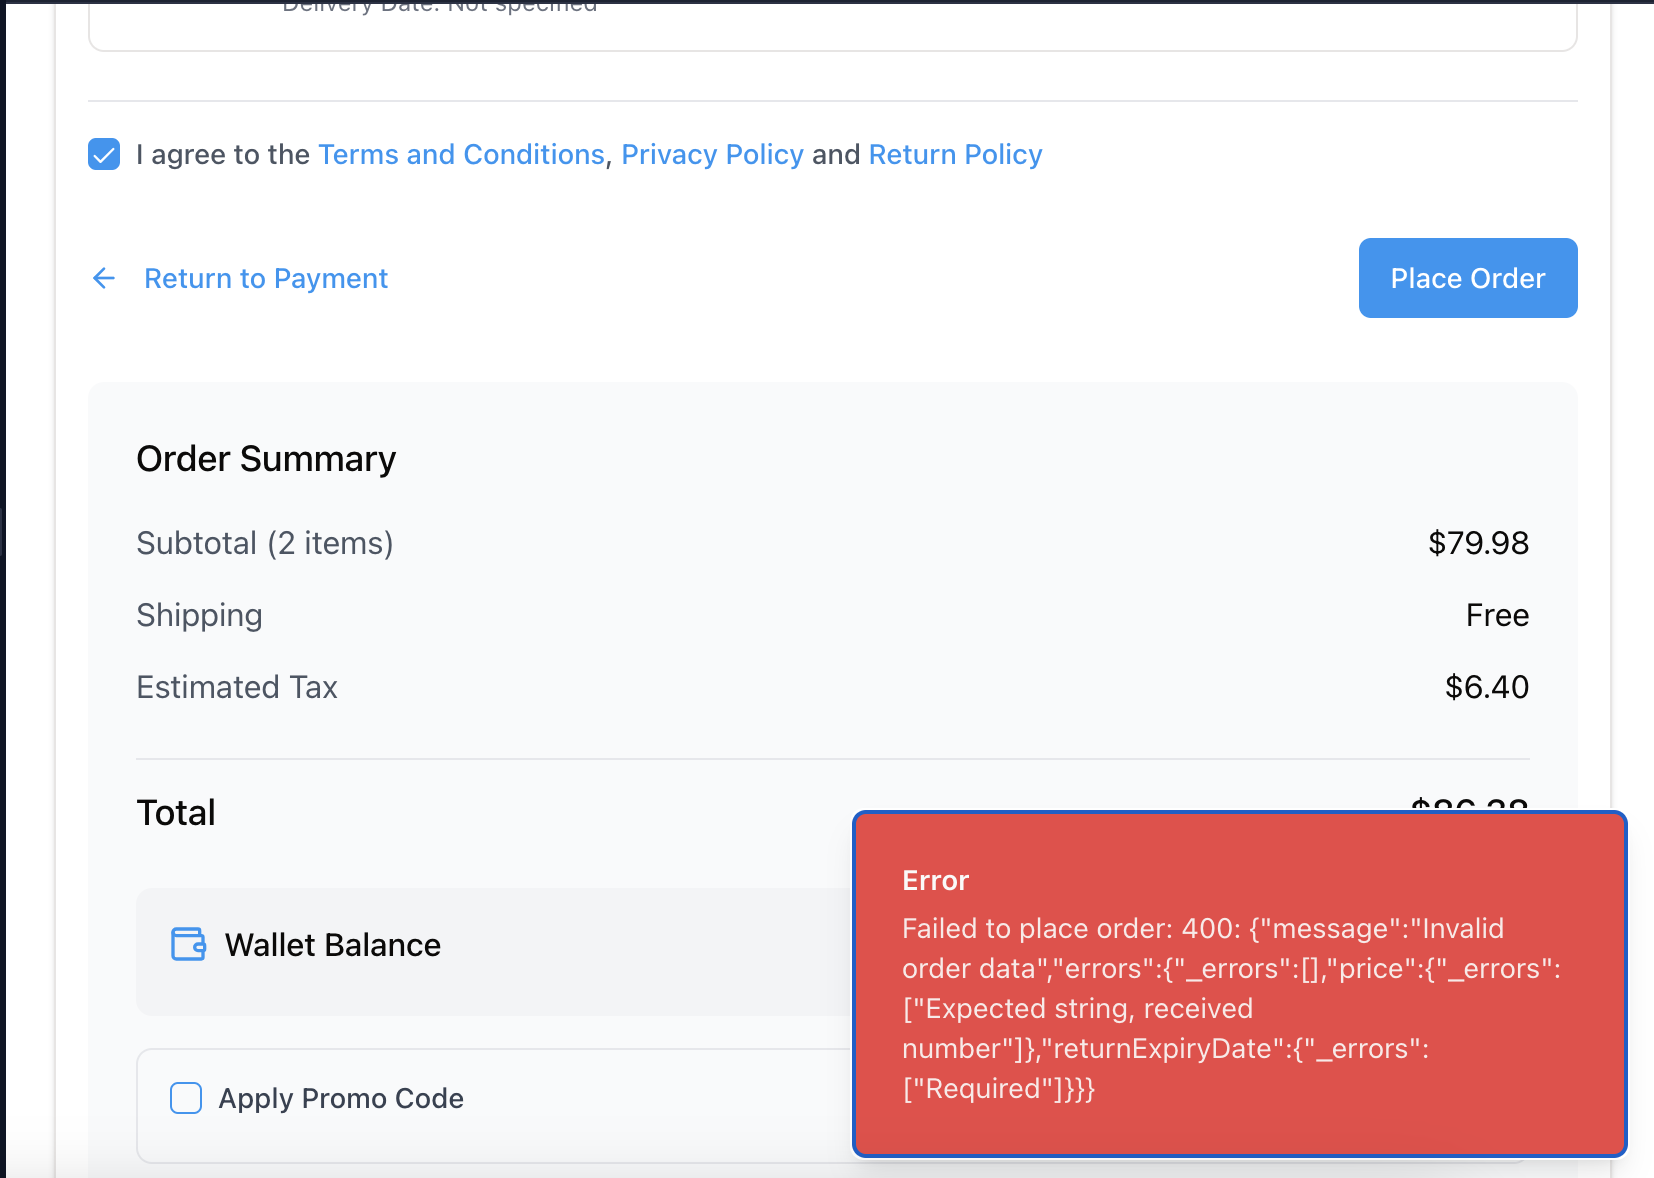 Delivery Date: Not specified
I agree to the Terms and Conditions, Privacy Policy and Return Policy
Return to Payment
Place Order
Order Summary
Subtotal (2 items) $79.98
Shipping Free
Estimated Tax $6.40
Total $86.38
Error
Failed to place order: 400: {"message":"Invalid
order data","errors":{"_errors":[],"price":{"_errors":
["Expected string, received
number"]},"returnExpiryDate":{"_errors":
["Required"]}}}
Wallet Balance
Apply Promo Code